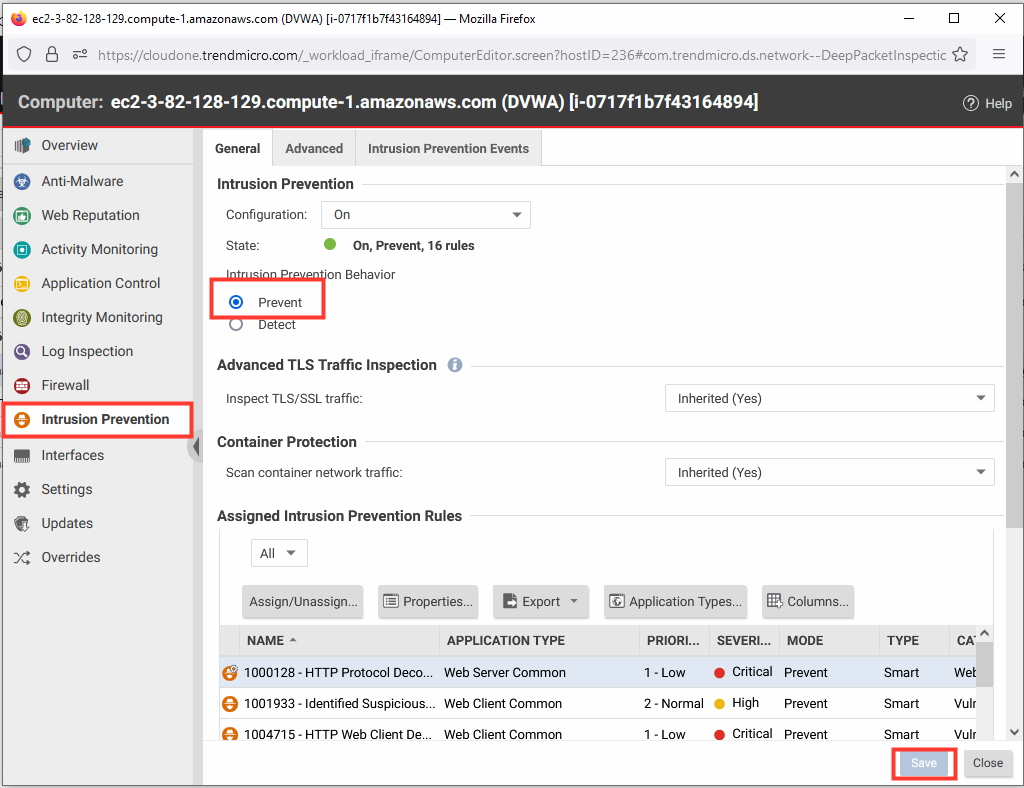 ec2-3-82-128-129.compute-1.amazonaws.com (DVWA) [i-0717f1b7f43164894] — Mozilla Firefox
https://cloudone.trendmicro.com/_workload_iframe/ComputerEditor.screen?hostID=236#com.trendmicro.ds.network--DeepPacketInspectic
Computer: ec2-3-82-128-129.compute-1.amazonaws.com (DVWA) [i-0717f1b7f43164894]
Help
Overview
Anti-Malware
Web Reputation
Activity Monitoring
Application Control
Integrity Monitoring
Log Inspection
Firewall
Intrusion Prevention
Interfaces
Settings
Updates
Overrides
General Advanced Intrusion Prevention Events
Intrusion Prevention
Configuration: On
State: On, Prevent, 16 rules
Intrusion Prevention Behavior
Prevent
Detect
Advanced TLS Traffic Inspection
Inspect TLS/SSL traffic: Inherited (Yes)
Container Protection
Scan container network traffic: Inherited (Yes)
Assigned Intrusion Prevention Rules
All
Assign/Unassign... Properties... Export Application Types... Columns...
NAME APPLICATION TYPE PRIORI... SEVERI... MODE TYPE CAT
1000128 - HTTP Protocol Deco... Web Server Common 1 - Low Critical Prevent Smart Web
1001933 - Identified Suspicious... Web Client Common 2 - Normal High Prevent Smart Vuln
1004715 - HTTP Web Client De... Web Client Common 1 - Low Critical Prevent Smart Vuln
Save Close